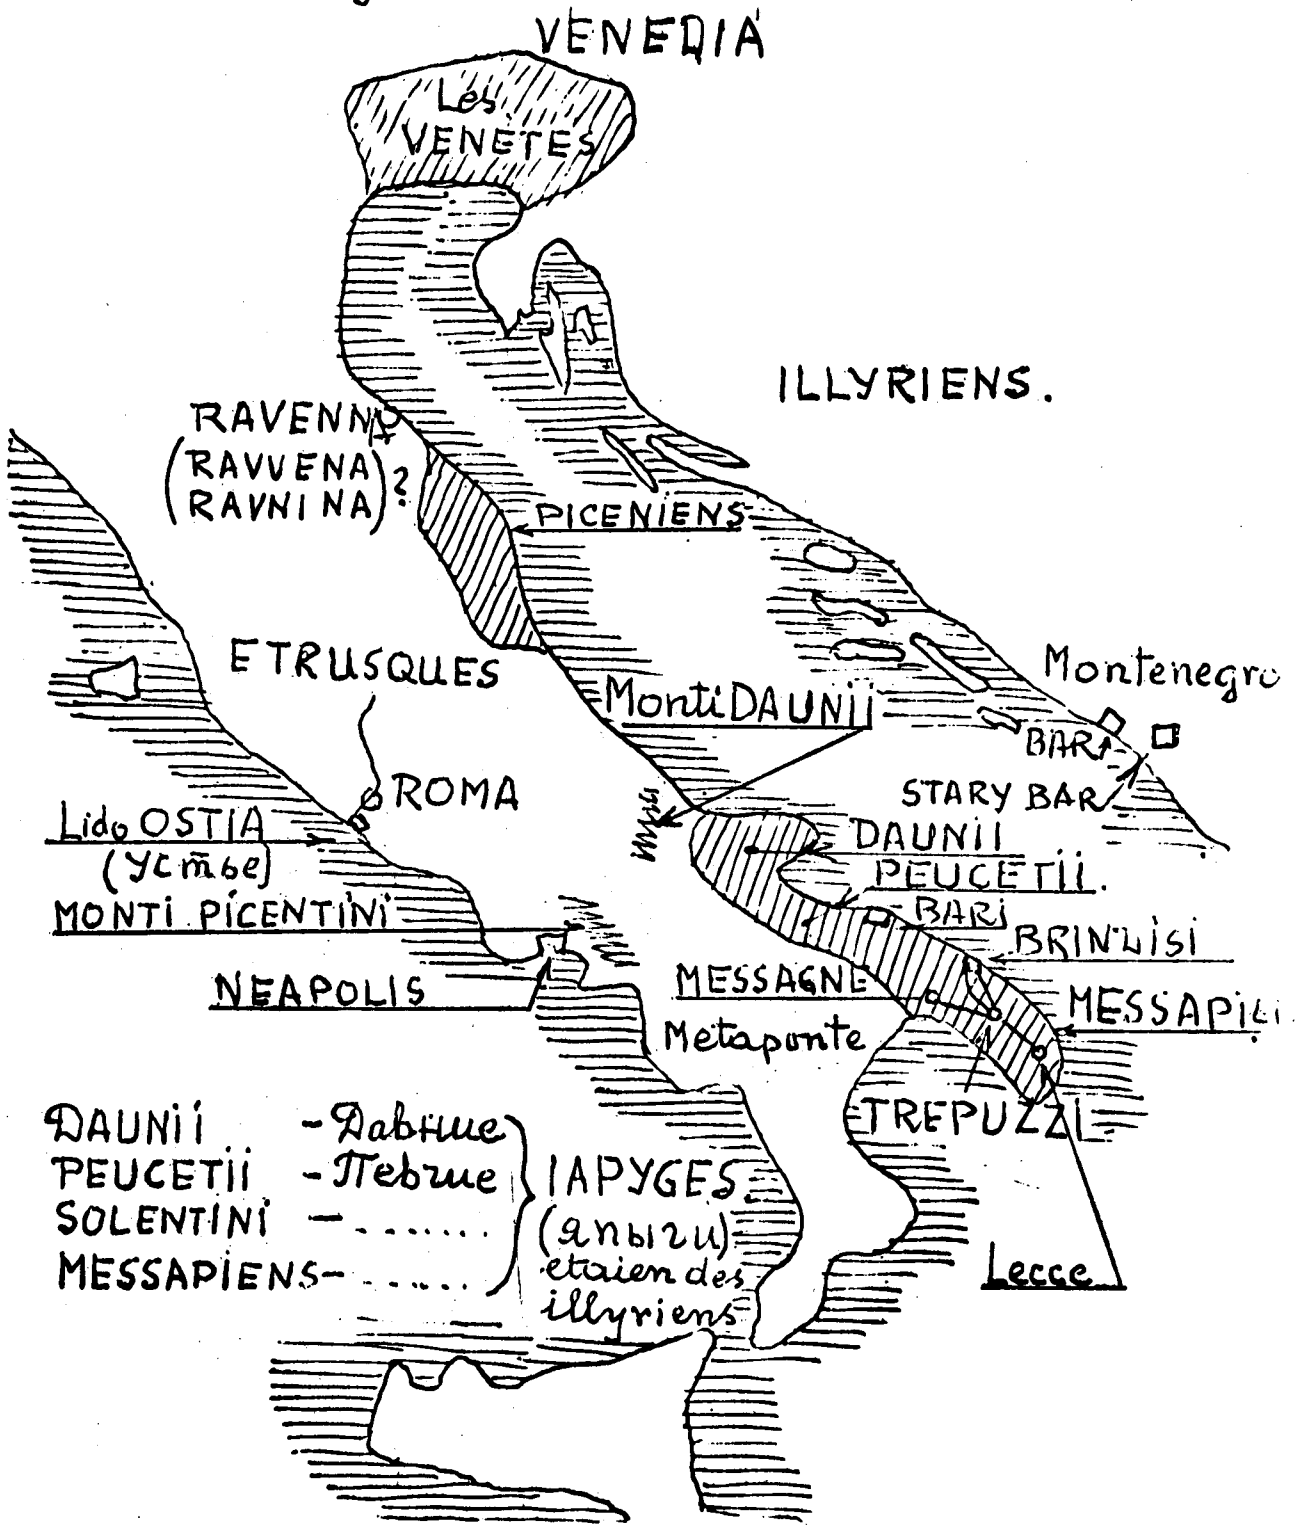 VENEDIA
Les
VENETES
ILLYRIENS.
RAVENNA
(RAVVENA)?
RAVNINA
PICENIENS
ETRUSQUES
Monti DAUNII
Montenegro
BAR
STARY BAR
ROMA
Lido OSTIA
(Устье)
MONTI PICENTINI
NEAPOLIS
DAUNII
PEUCETII.
BARI
BRINDISI
MESSAGNE
MESSAPII
Metaponte
TREPUZZI
Lecce
DAUNII - Давние
PEUCETII - Певчие
SOLENTINI - ......
MESSAPIENS - ......
IAPYGES.
(япыги)
etaien des
illyriens